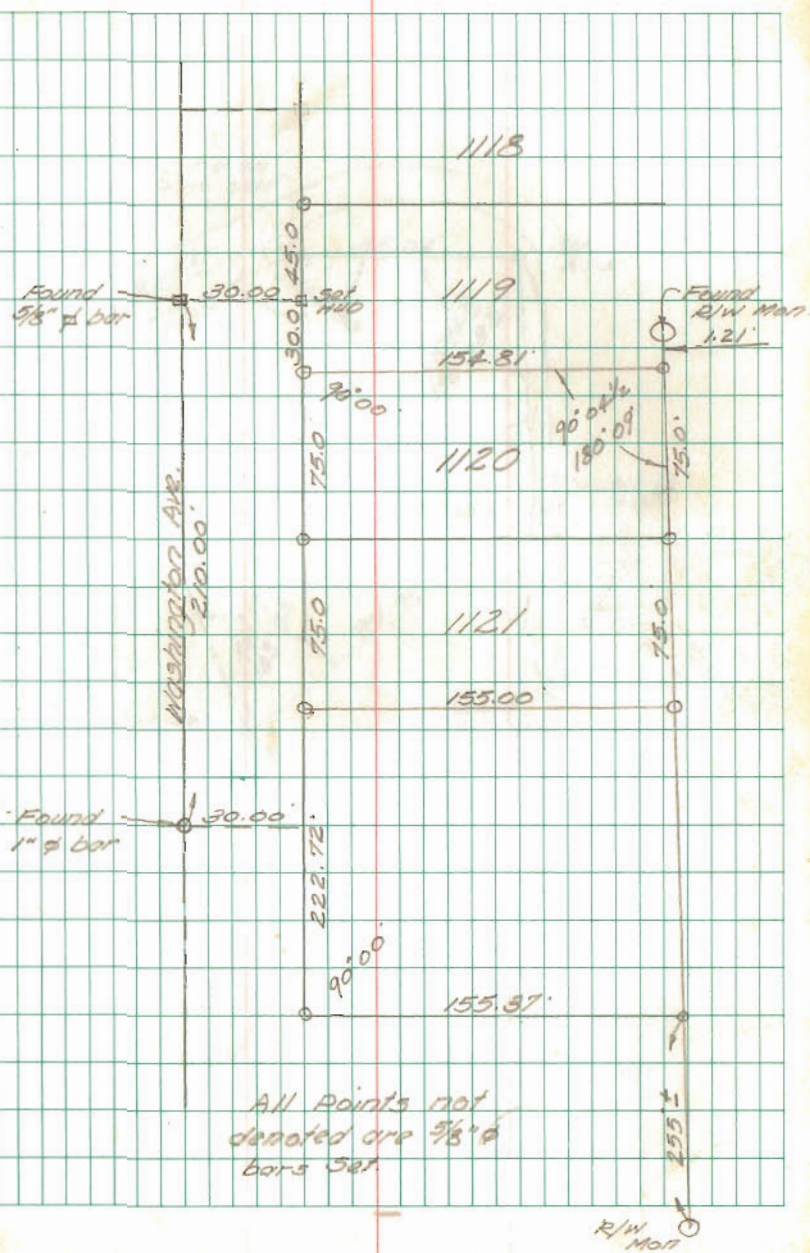 1118
45.0
Found
5/8" ø bar
30.00
Set
Hub
1119
Found
R/W Mon.
1.21'
30.0
154.81'
90°00'
90°04½
180°09'
75.0
1120
75.0'
Washington Ave.
210.00'
75.0
1121
75.0'
155.00'
Found
1" ø bar
30.00'
222.72'
90°00'
155.37'
All Points not
denoted are 5/8" ø
bars Set.
255'±
R/W
Mon